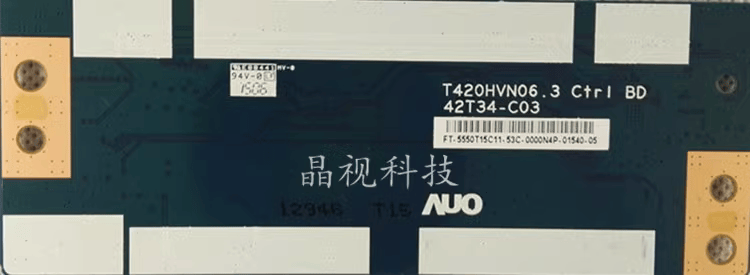 94V-0
1506
T420HVN06.3 Ctrl BD
42T34-C03
FT-5550T15C11-53C-0000N4P-01540-05
晶视科技
12946 T15
AUO